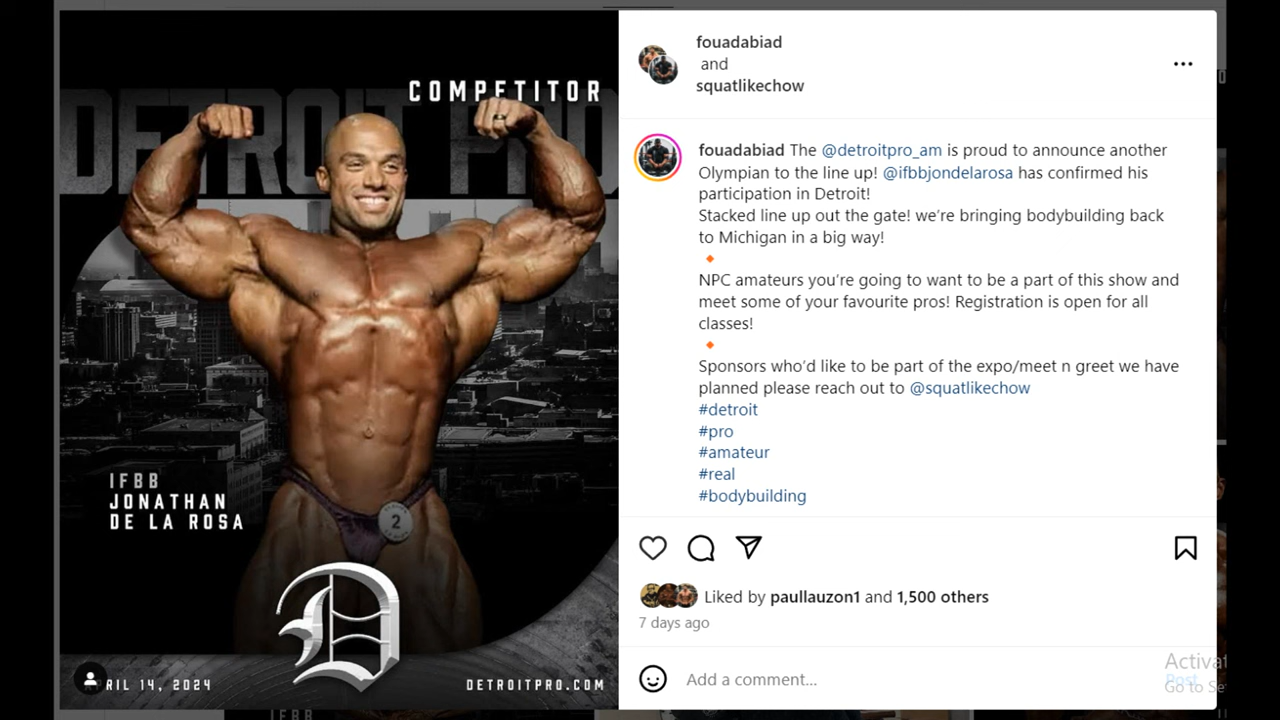 COMPETITOR
DETROIT PRO
IFBB
JONATHAN
DE LA ROSA
2
D
RIL 14, 2024
DETROITPRO.COM
fouadabiad
and
squatlikechow
fouadabiad The @detroitpro_am is proud to announce another
Olympian to the line up! @ifbbjondelarosa has confirmed his
participation in Detroit!
Stacked line up out the gate! we’re bringing bodybuilding back
to Michigan in a big way!
NPC amateurs you’re going to want to be a part of this show and
meet some of your favourite pros! Registration is open for all
classes!
Sponsors who’d like to be part of the expo/meet n greet we have
planned please reach out to @squatlikechow
#detroit
#pro
#amateur
#real
#bodybuilding
Liked by paullauzon1 and 1,500 others
7 days ago
Add a comment...
Post
Activat
Go to Se
IFBB